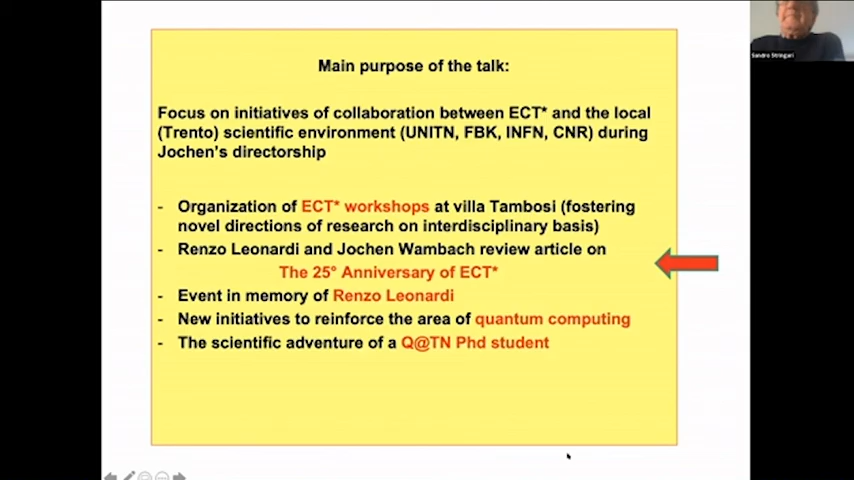 Main purpose of the talk:
Focus on initiatives of collaboration between ECT* and the local
(Trento) scientific environment (UNITN, FBK, INFN, CNR) during
Jochen's directorship
- Organization of ECT* workshops at villa Tambosi (fostering
novel directions of research on interdisciplinary basis)
- Renzo Leonardi and Jochen Wambach review article on
The 25° Anniversary of ECT*
- Event in memory of Renzo Leonardi
- New initiatives to reinforce the area of quantum computing
- The scientific adventure of a Q@TN Phd student
Sandro Stringari